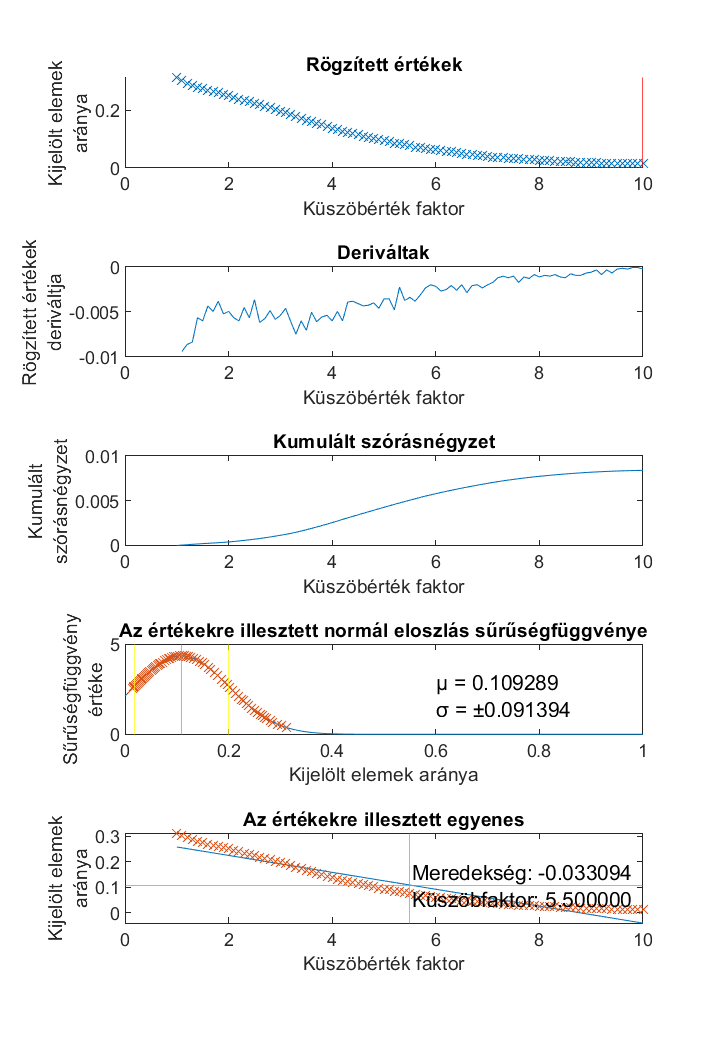 Rögzített értékek
Kijelölt elemek
aránya
0.2
0
0 2 4 6 8 10
Küszöbérték faktor
Deriváltak
Rögzített értékek
deriváltja
0
-0.005
-0.01
0 2 4 6 8 10
Küszöbérték faktor
Kumulált szórásnégyzet
Kumulált
szórásnégyzet
0.01
0.005
0
0 2 4 6 8 10
Küszöbérték faktor
Az értékekre illesztett normál eloszlás sűrűségfüggvénye
Sűrűségfüggvény
értéke
5
0
μ = 0.109289
σ = ±0.091394
0 0.2 0.4 0.6 0.8 1
Kijelölt elemek aránya
Az értékekre illesztett egyenes
Kijelölt elemek
aránya
0.3
0.2
0.1
0
Meredekség: -0.033094
Küszöbfaktor: 5.500000
0 2 4 6 8 10
Küszöbérték faktor